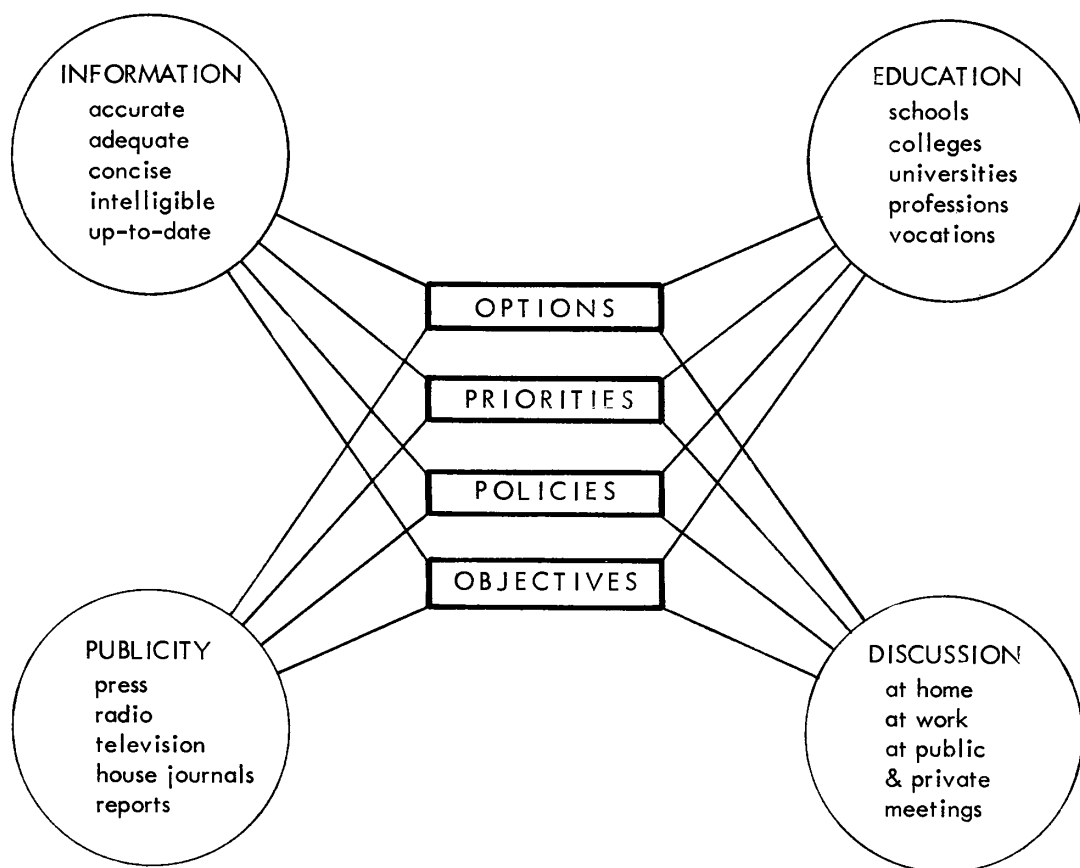 INFORMATION
accurate
adequate
concise
intelligible
up-to-date
EDUCATION
schools
colleges
universities
professions
vocations
OPTIONS
PRIORITIES
POLICIES
OBJECTIVES
PUBLICITY
press
radio
television
house journals
reports
DISCUSSION
at home
at work
at public
& private
meetings